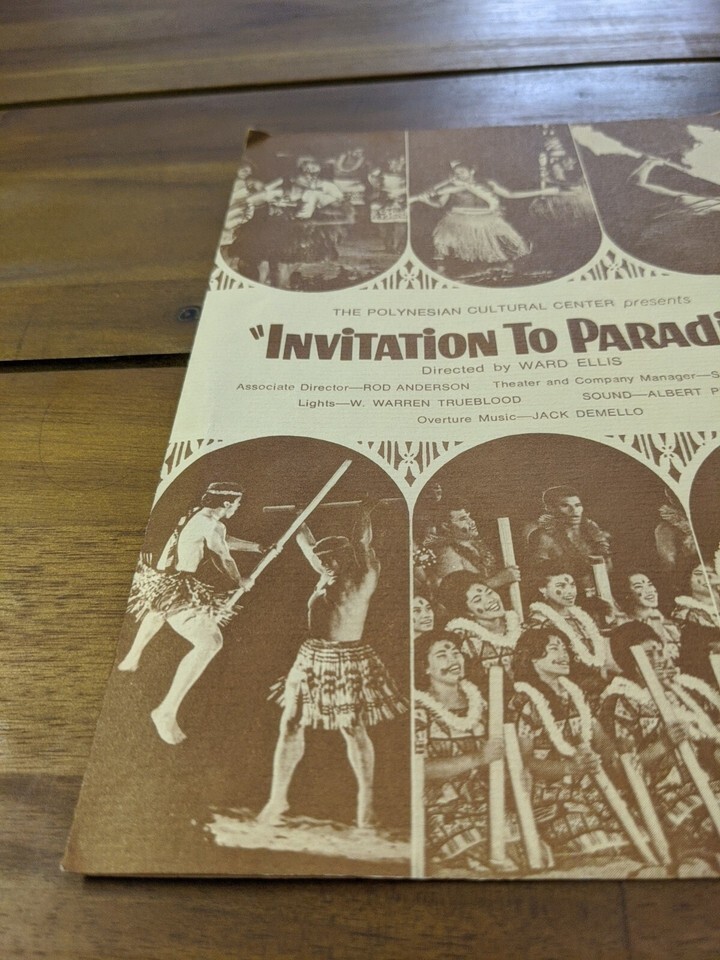 THE POLYNESIAN CULTURAL CENTER presents
"INVITATION TO PARADI
Directed by WARD ELLIS
Associate Director—ROD ANDERSON Theater and Company Manager—S
Lights—W. WARREN TRUEBLOOD SOUND—ALBERT P
Overture Music—JACK DEMELLO